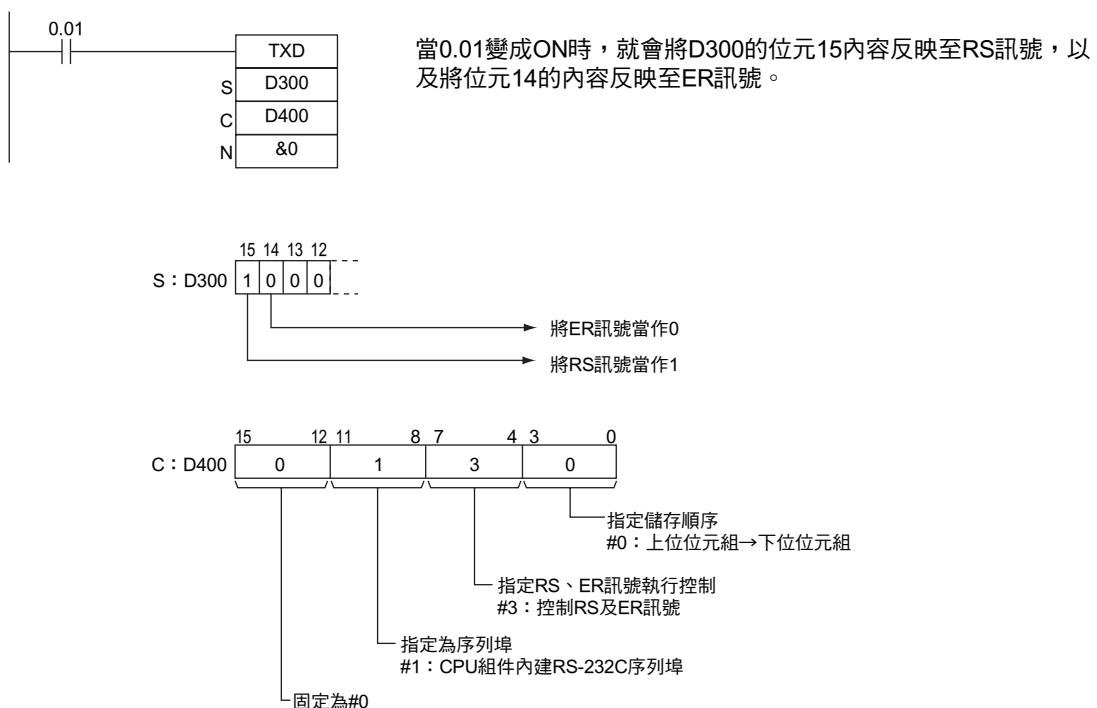 0.01
TXD
S D300
C D400
N &0
當0.01變成ON時，就會將D300的位元15內容反映至RS訊號，以
及將位元14的內容反映至ER訊號。
15 14 13 12
S：D300 1 0 0 0
將ER訊號當作0
將RS訊號當作1
15 12 11 8 7 4 3 0
C：D400 0 1 3 0
指定儲存順序
#0：上位位元組→下位位元組
指定RS、ER訊號執行控制
#3：控制RS及ER訊號
指定為序列埠
#1：CPU組件內建RS-232C序列埠
固定為#0